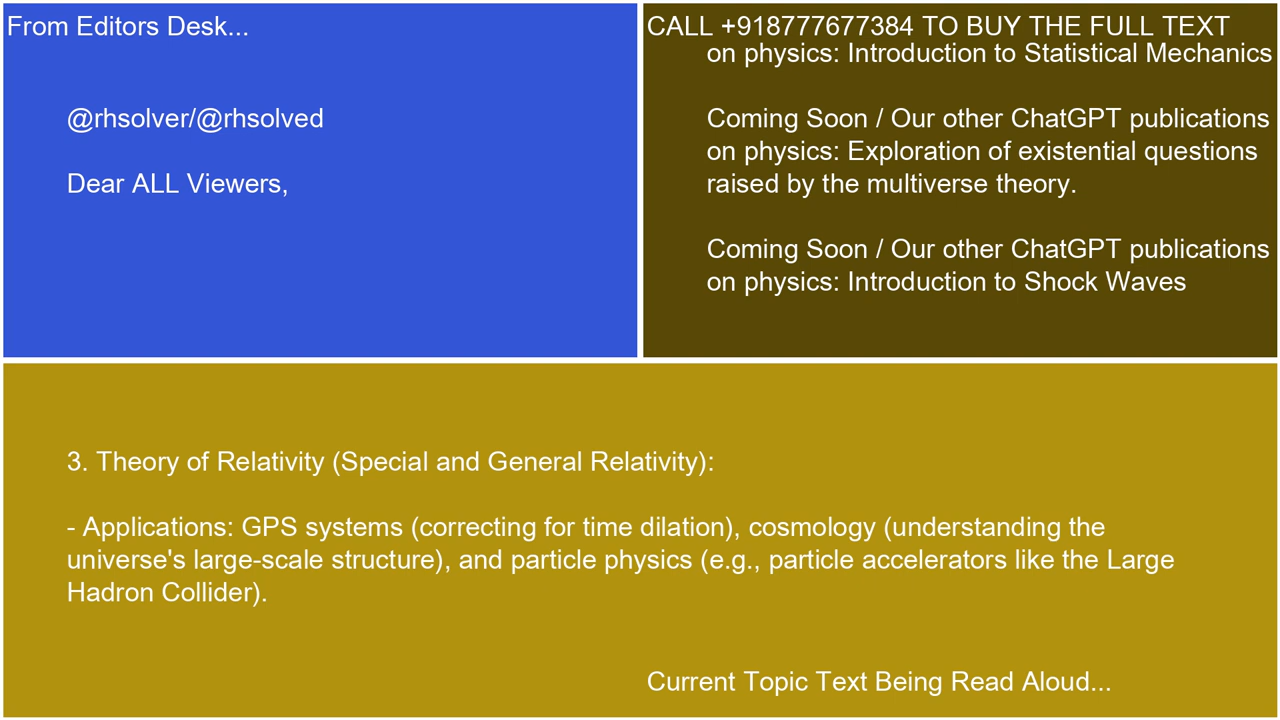 From Editors Desk...
@rhsolver/@rhsolved
Dear ALL Viewers,
CALL +918777677384 TO BUY THE FULL TEXT
on physics: Introduction to Statistical Mechanics
Coming Soon / Our other ChatGPT publications
on physics: Exploration of existential questions
raised by the multiverse theory.
Coming Soon / Our other ChatGPT publications
on physics: Introduction to Shock Waves
3. Theory of Relativity (Special and General Relativity):
- Applications: GPS systems (correcting for time dilation), cosmology (understanding the
universe's large-scale structure), and particle physics (e.g., particle accelerators like the Large
Hadron Collider).
Current Topic Text Being Read Aloud...